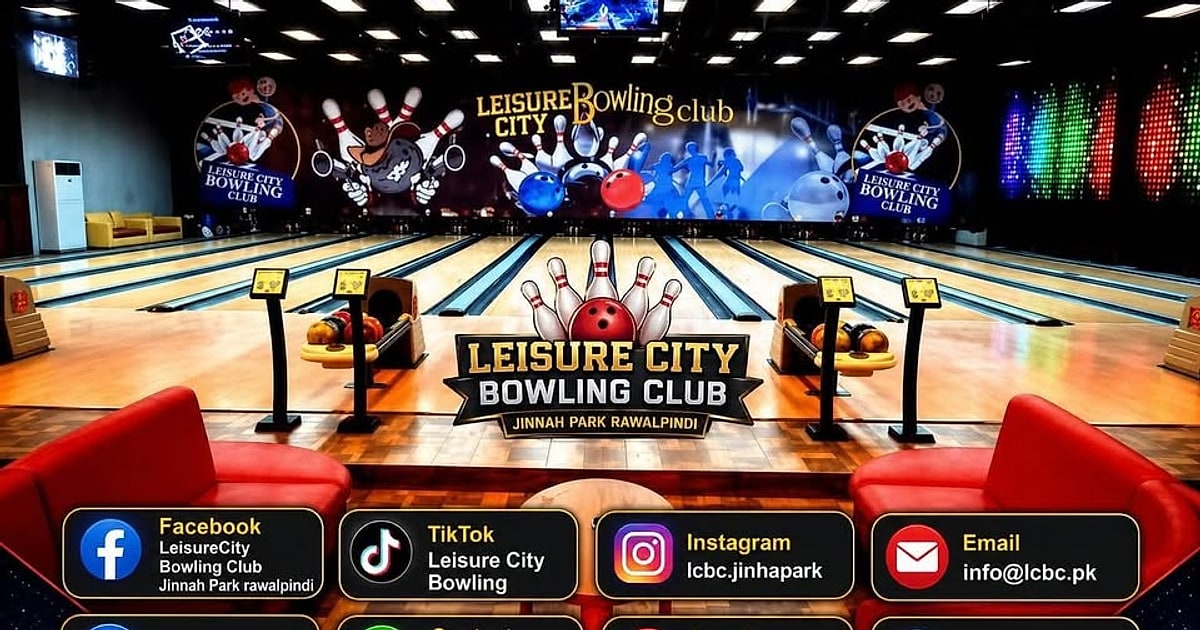 LEISURE CITY
Bowling club
LEISURE CITY
BOWLING
CLUB
LEISURE CITY
BOWLING
CLUB
LEISURE CITY
BOWLING CLUB
JINNAH PARK RAWALPINDI
Facebook
LeisureCity
Bowling Club
Jinnah Park rawalpindi
TikTok
Leisure City
Bowling
Instagram
lcbc.jinhapark
Email
info@lcbc.pk